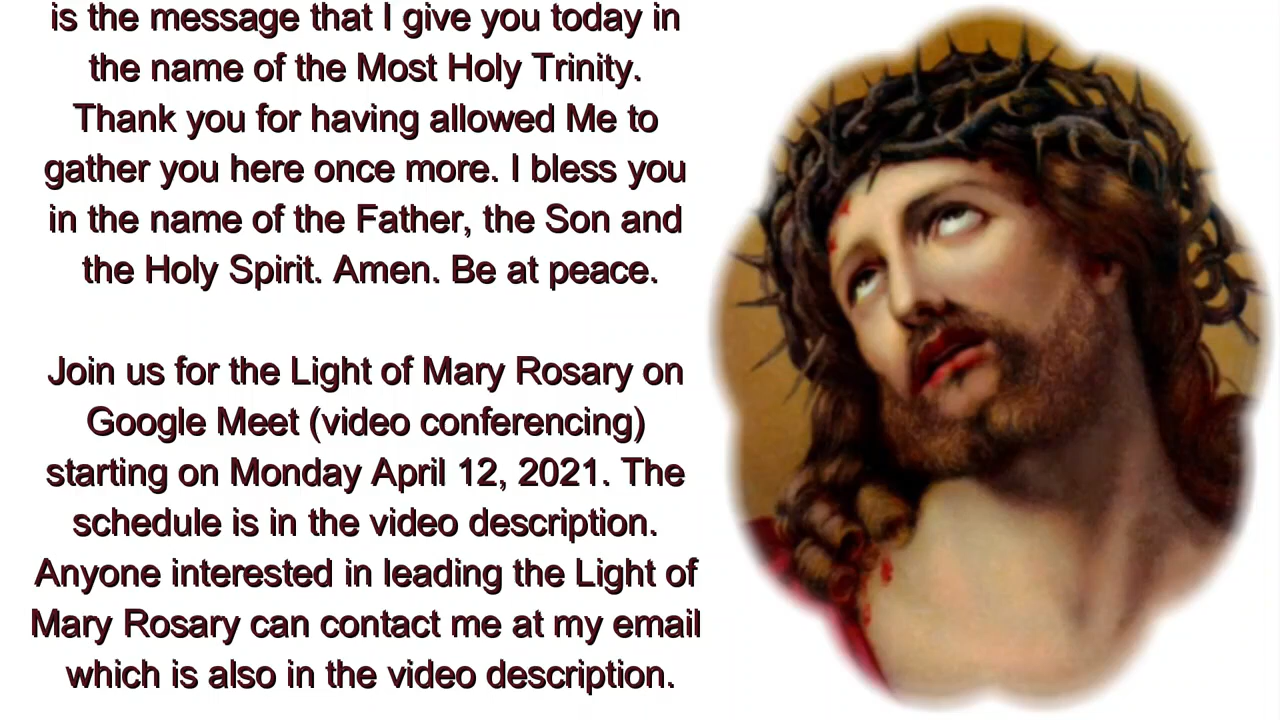 is the message that I give you today in
the name of the Most Holy Trinity.
Thank you for having allowed Me to
gather you here once more. I bless you
in the name of the Father, the Son and
the Holy Spirit. Amen. Be at peace.
Join us for the Light of Mary Rosary on
Google Meet (video conferencing)
starting on Monday April 12, 2021. The
schedule is in the video description.
Anyone interested in leading the Light of
Mary Rosary can contact me at my email
which is also in the video description.